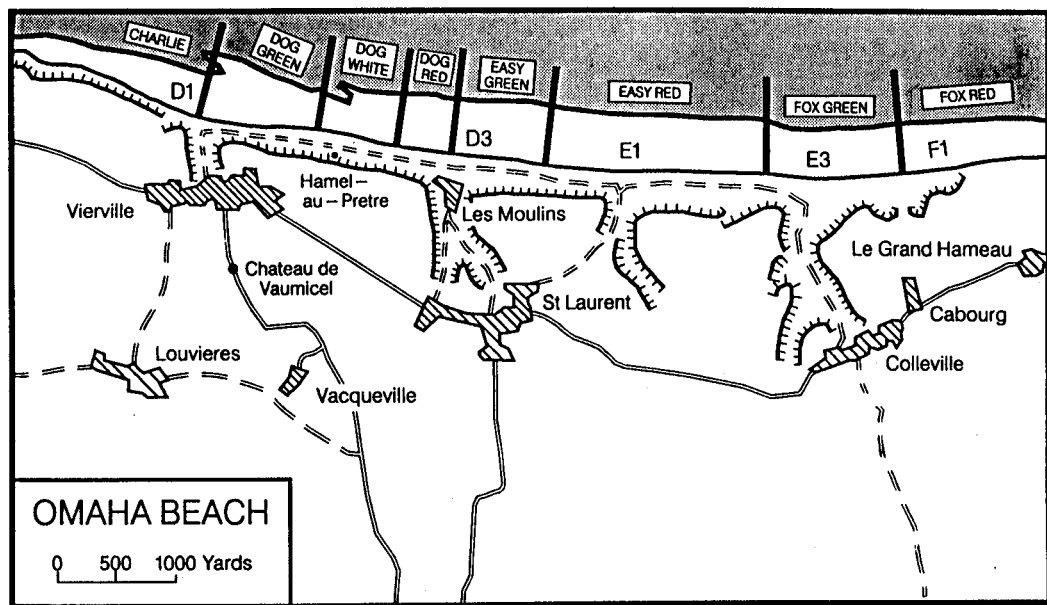 CHARLIE
DOG
GREEN
DOG
WHITE
DOG
RED
EASY
GREEN
EASY RED
FOX GREEN
FOX RED
D1
D3
E1
E3
F1
Hamel –
au – Pretre
Vierville
Les Moulins
Le Grand Hameau
Chateau de
Vaumicel
St Laurent
Cabourg
Louvieres
Vacqueville
Colleville
OMAHA BEACH
0 500 1000 Yards